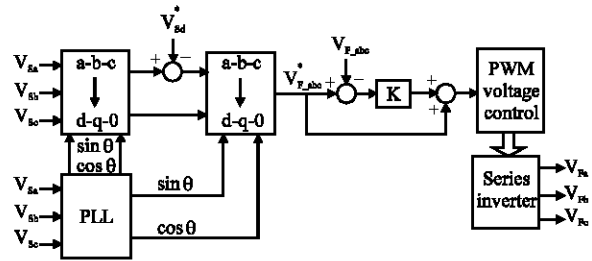 V*Sd
VSa
VSb
VSc
a-b-c
d-q-0
+
−
a-b-c
d-q-0
V*F_abc
VF_abc
+
−
K
+
+
PWM
voltage
control
sin θ
cos θ
VSa
VSb
VSc
PLL
sin θ
cos θ
Series
inverter
VFa
VFb
VFc